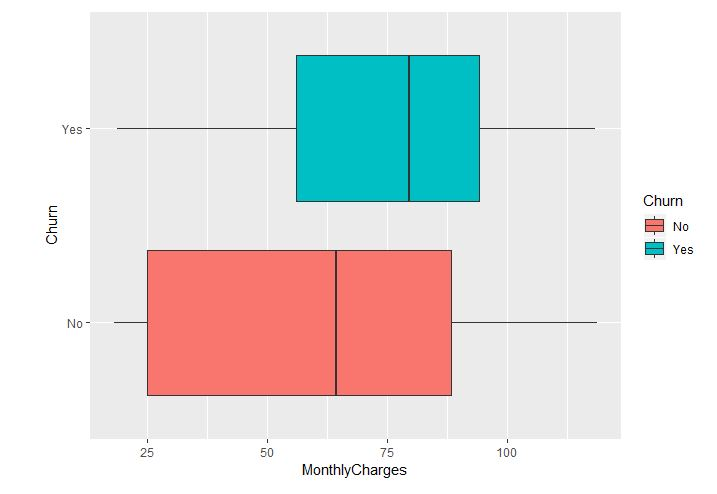 Yes
No
Churn
25 50 75 100
MonthlyCharges
Churn
No
Yes